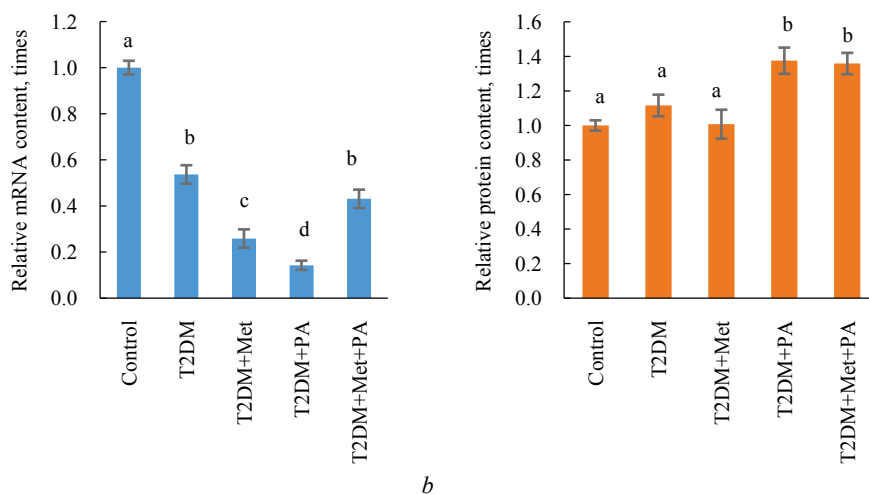 Relative mRNA content, times
1.2
1.0
0.8
0.6
0.4
0.2
0.0
a
b
c
d
b
Control
T2DM
T2DM+Met
T2DM+PA
T2DM+Met+PA
Relative protein content, times
1.6
1.4
1.2
1.0
0.8
0.6
0.4
0.2
0.0
a
a
a
b
b
Control
T2DM
T2DM+Met
T2DM+PA
T2DM+Met+PA
b